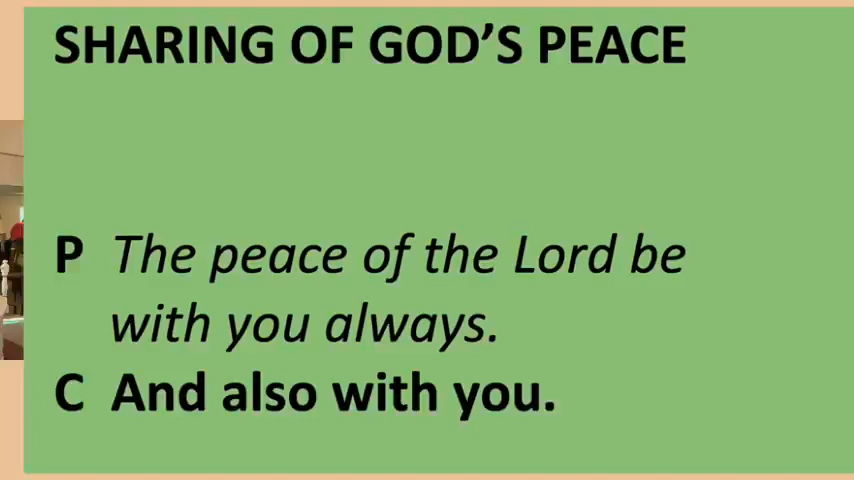 SHARING OF GOD’S PEACE
P The peace of the Lord be
with you always.
C And also with you.